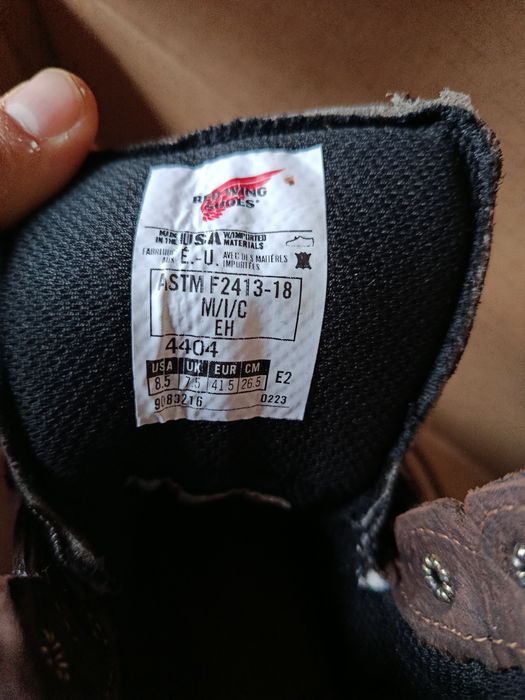 RED WING
SHOES®
MADE IN THE USA W/IMPORTED MATERIALS
FABRIQUÉ AUX É.-U. AVEC DES MATIÈRES IMPORTÉES
ASTM F2413-18
M/I/C
EH
4404
USA UK EUR CM
8.5 7.5 41.5 26.5 E2
9083216 0223